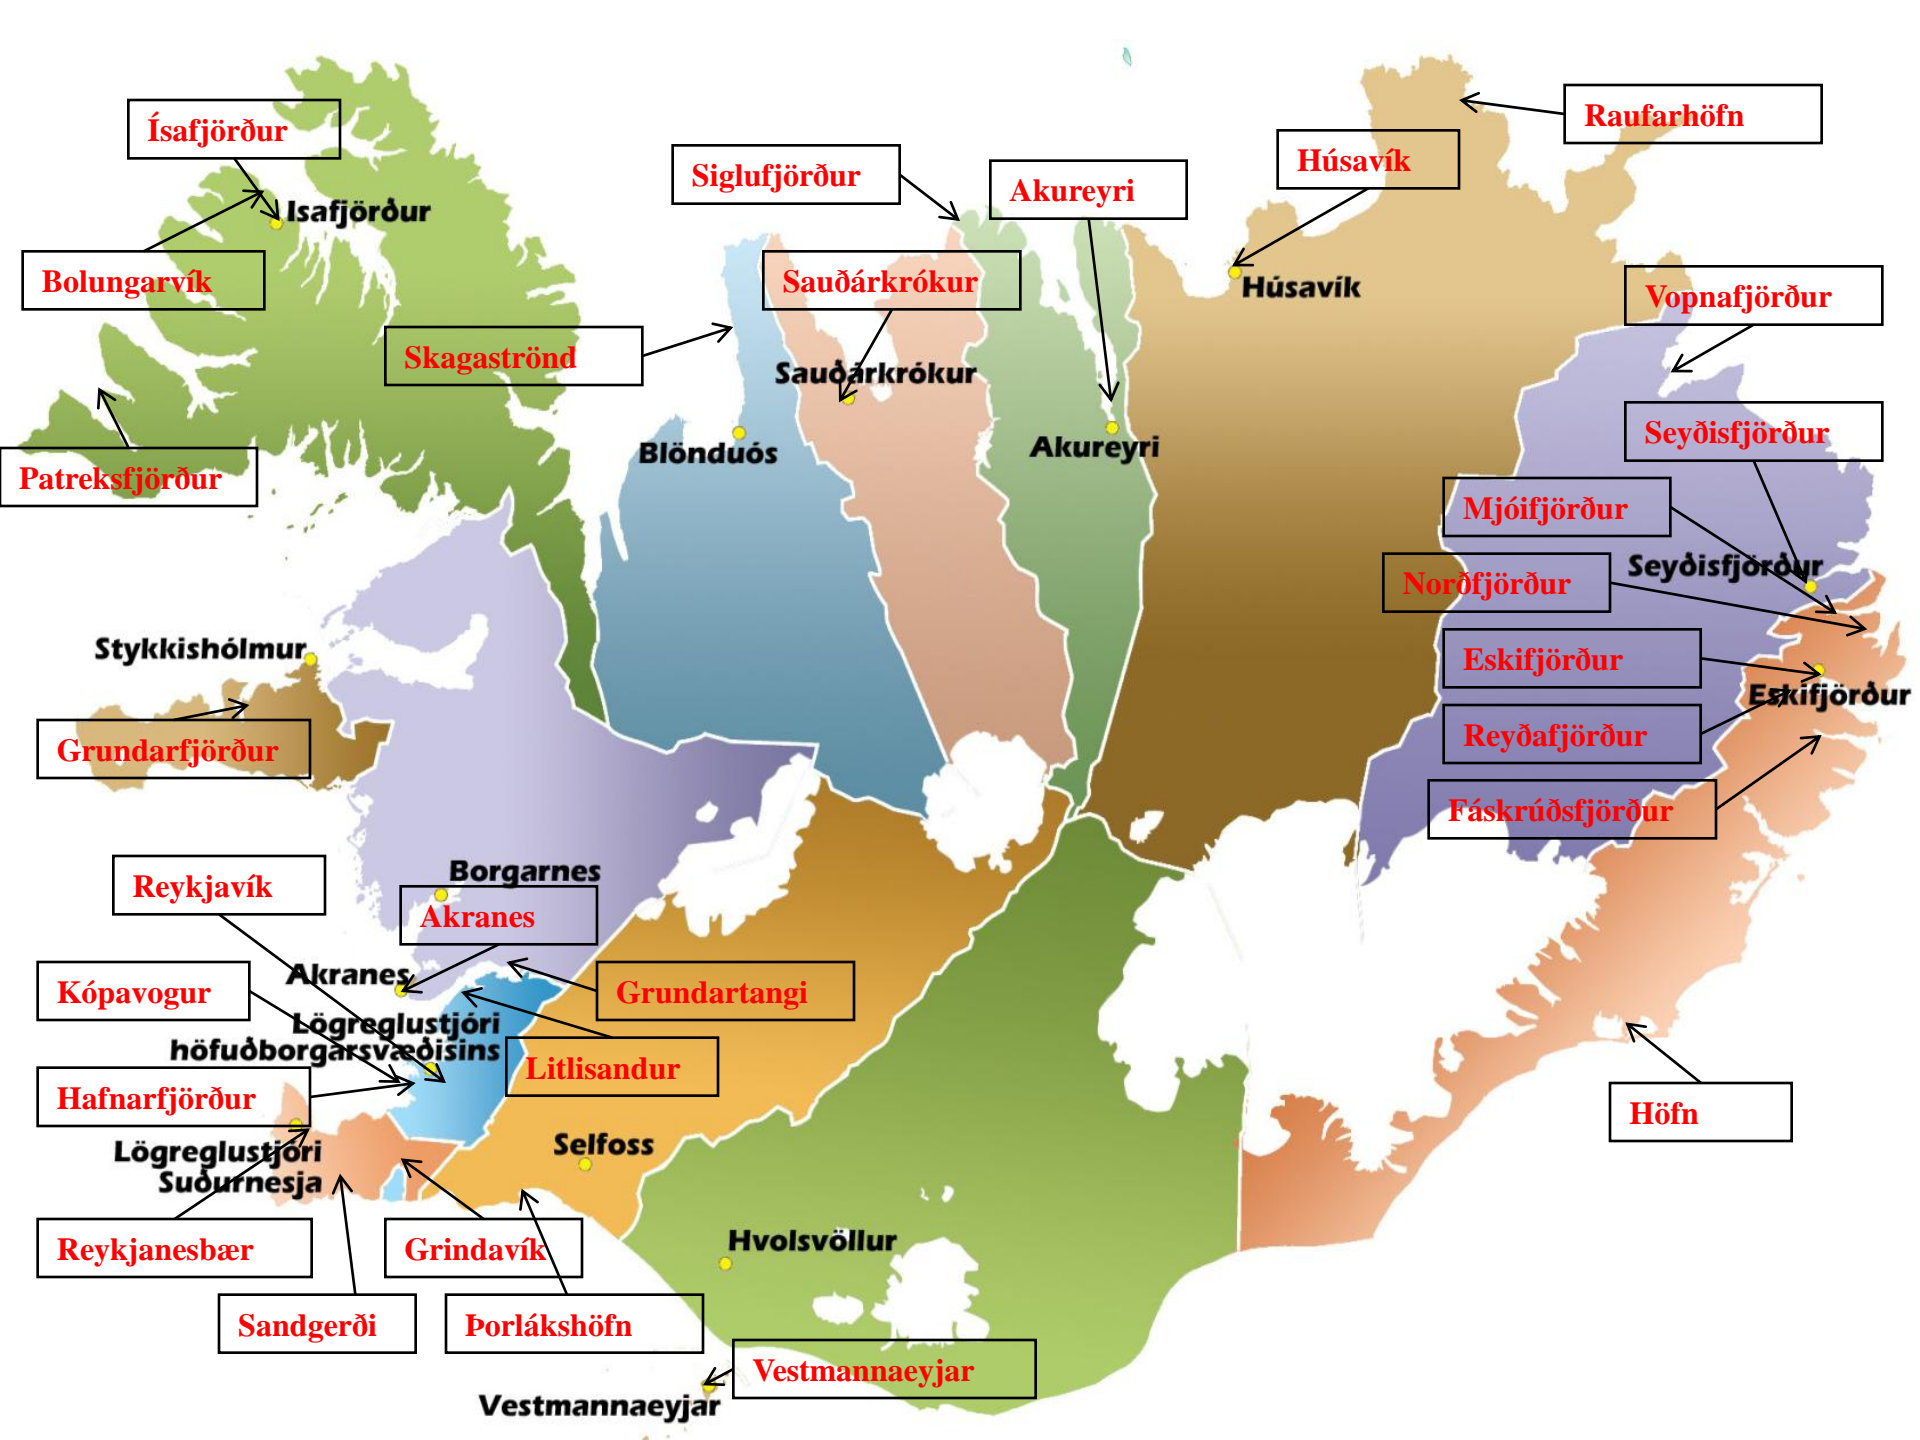 Raufarhöfn
Ísafjörður
Húsavík
Siglufjörður
Akureyri
Isafjörður
Bolungarvík
Sauðárkrókur
Húsavík
Vopnafjörður
Skagaströnd
Sauðárkrókur
Seyðisfjörður
Akureyri
Blönduós
Patreksfjörður
Mjóifjörður
Seyðisfjörður
Norðfjörður
Stykkishólmur
Eskifjörður
Eskifjörður
Grundarfjörður
Reyðafjörður
Fáskrúðsfjörður
Borgarnes
Reykjavík
Akranes
Akranes
Kópavogur
Grundartangi
Lögreglustjóri
höfuðborgarsvæðisins
Litlisandur
Hafnarfjörður
Höfn
Lögreglustjóri
Suðurnesja
Selfoss
Reykjanesbær
Grindavík
Hvolsvöllur
Sandgerði
Þorlákshöfn
Vestmannaeyjar
Vestmannaeyjar